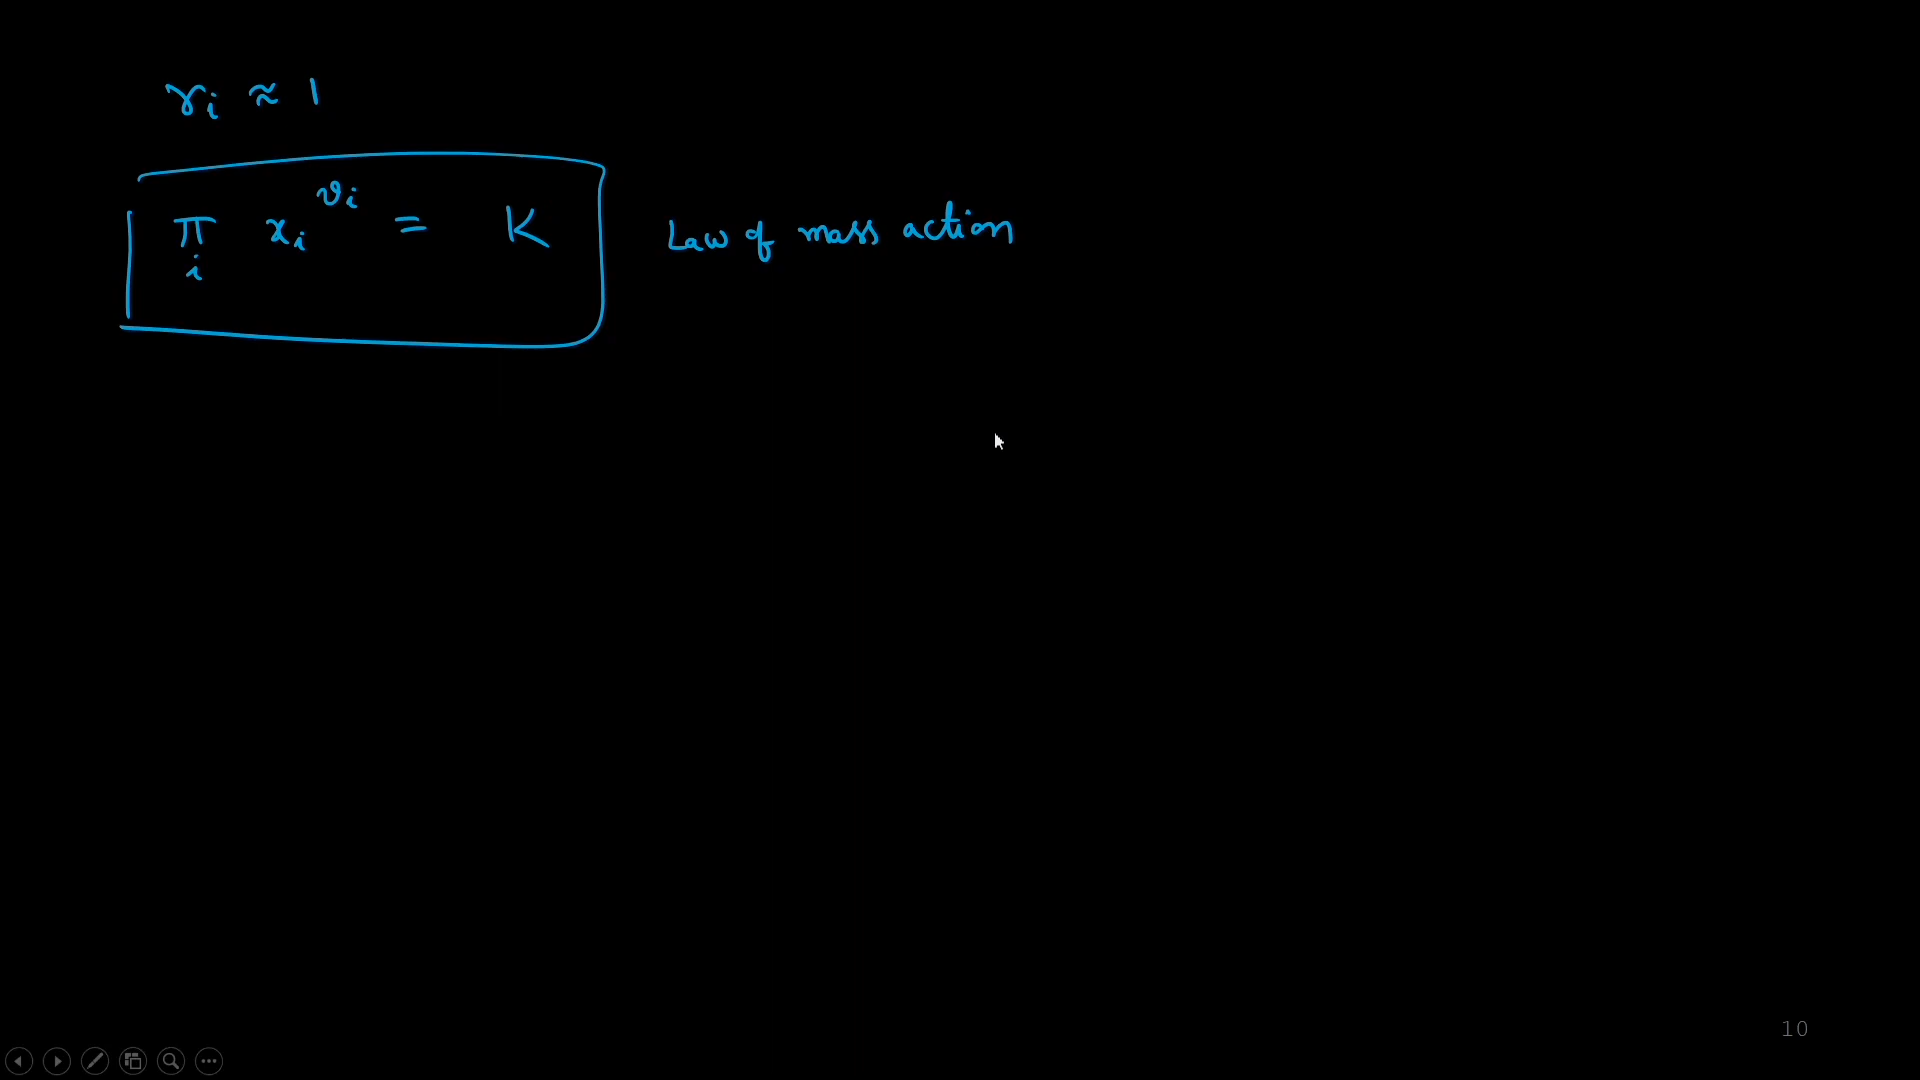 γi ≈ 1
π xi^νi = K Law of mass action
i
10